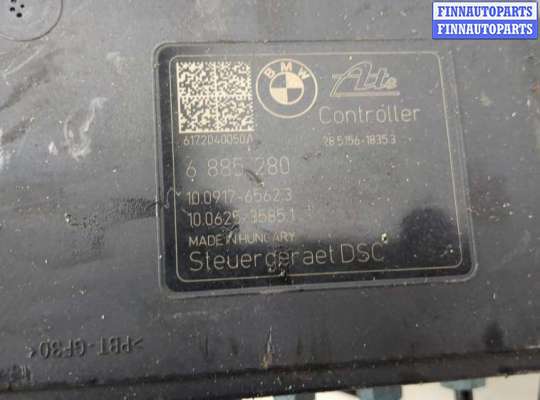 FINNAUTOPARTS
FINNAUTOPARTS
BMW
Ate
Controller
6172040050A
28.5156-1835.3
6 885 280
10.0917-6562.3
10.0625-3585.1
MADE IN HUNGARY
Steuergeraet DSC
>PBT-GF30<